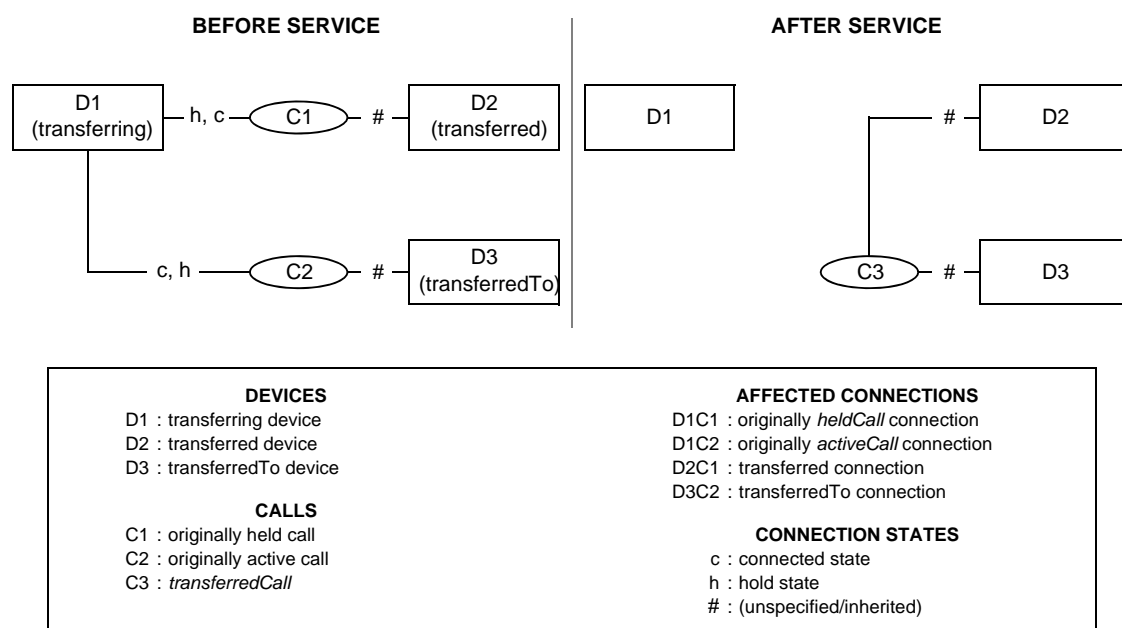 BEFORE SERVICE
AFTER SERVICE
D1
(transferring)
h, c
C1
#
D2
(transferred)
D1
#
D2
c, h
C2
#
D3
(transferredTo)
C3
#
D3
DEVICES
D1 : transferring device
D2 : transferred device
D3 : transferredTo device
CALLS
C1 : originally held call
C2 : originally active call
C3 : transferredCall
AFFECTED CONNECTIONS
D1C1 : originally heldCall connection
D1C2 : originally activeCall connection
D2C1 : transferred connection
D3C2 : transferredTo connection
CONNECTION STATES
c : connected state
h : hold state
# : (unspecified/inherited)